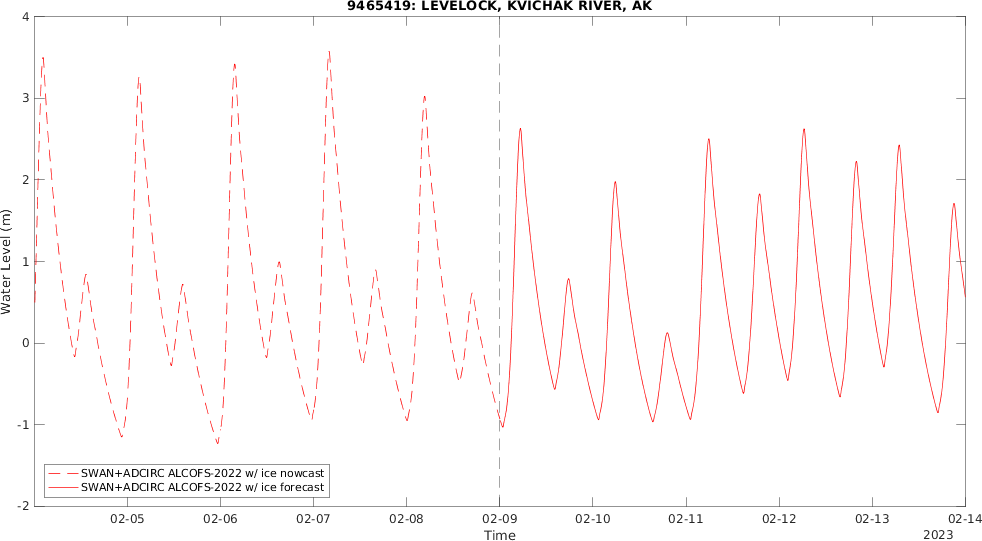 9465419: LEVELOCK, KVICHAK RIVER, AK
4
3
2
1
0
-1
-2
Water Level (m)
SWAN+ADCIRC ALCOFS-2022 w/ ice nowcast
SWAN+ADCIRC ALCOFS-2022 w/ ice forecast
02-05 02-06 02-07 02-08 02-09 02-10 02-11 02-12 02-13 02-14
Time
2023